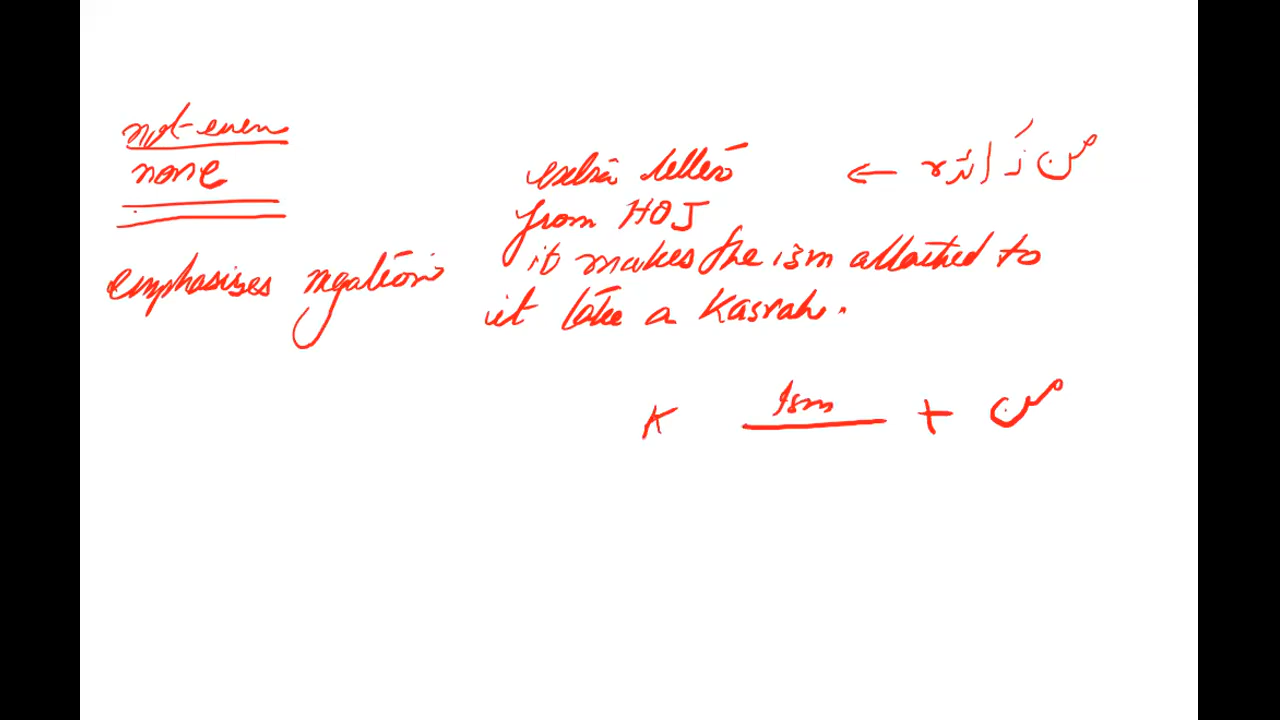 not-even
none
emphasises negation
extra letter ← من زَائدہ
from HOJ
it makes the ism attached to
it take a Kasrah.
K Ism + من